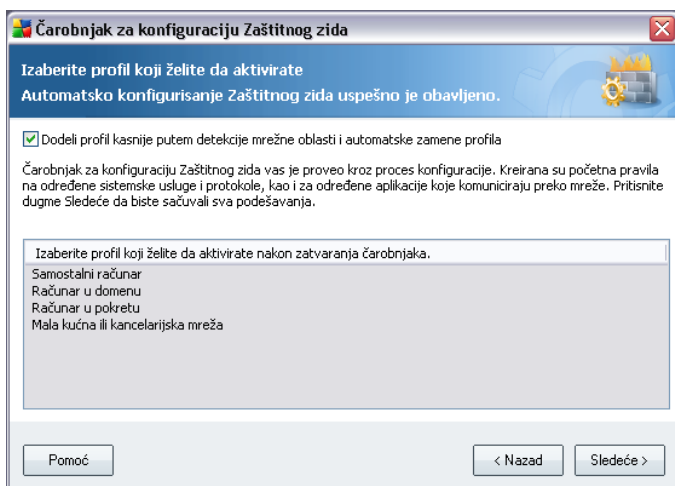 Čarobnjak za konfiguraciju Zaštitnog zida
Izaberite profil koji želite da aktivirate
Automatsko konfigurisanje Zaštitnog zida uspešno je obavljeno.
Dodeli profil kasnije putem detekcije mrežne oblasti i automatske zamene profila
Čarobnjak za konfiguraciju Zaštitnog zida vas je proveo kroz proces konfiguracije. Kreirana su početna pravila
na određene sistemske usluge i protokole, kao i za određene aplikacije koje komuniciraju preko mreže. Pritisnite
dugme Sledeće da biste sačuvali sva podešavanja.
Izaberite profil koji želite da aktivirate nakon zatvaranja čarobnjaka.
Samostalni računar
Računar u domenu
Računar u pokretu
Mala kućna ili kancelarijska mreža
Pomoć
< Nazad
Sledeće >